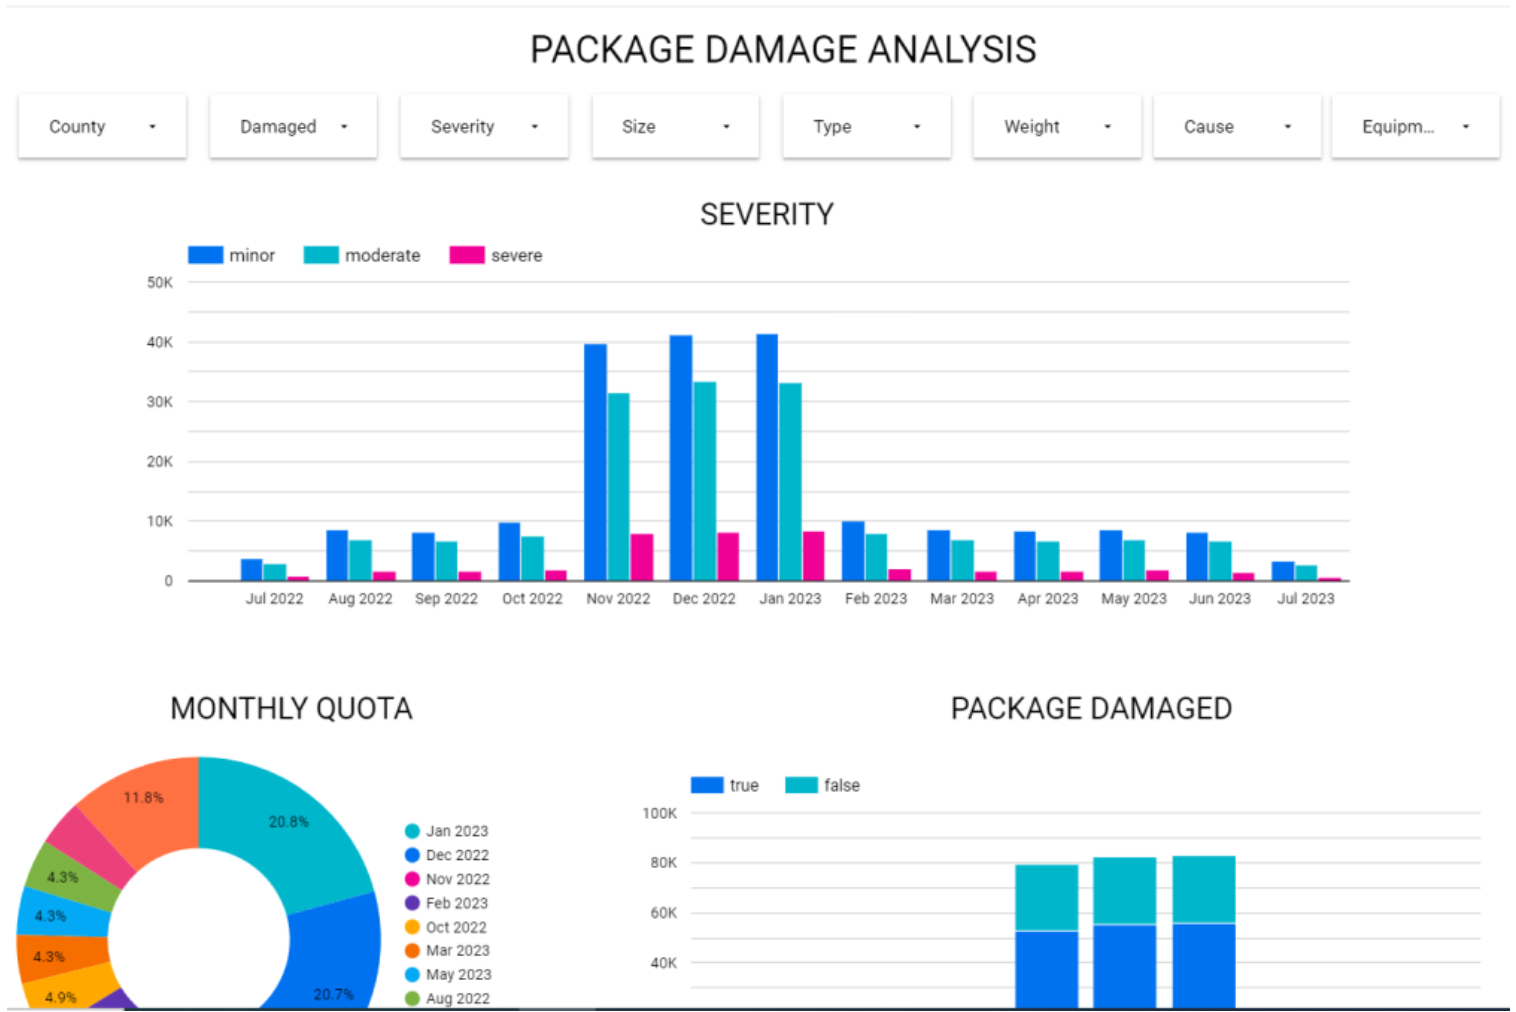 PACKAGE DAMAGE ANALYSIS
County Damaged Severity Size Type Weight Cause Equipm...
SEVERITY
minor moderate severe
50K
40K
30K
20K
10K
0
Jul 2022 Aug 2022 Sep 2022 Oct 2022 Nov 2022 Dec 2022 Jan 2023 Feb 2023 Mar 2023 Apr 2023 May 2023 Jun 2023 Jul 2023
MONTHLY QUOTA
11.8%
20.8%
4.3%
4.3%
4.3%
4.9%
20.7%
Jan 2023
Dec 2022
Nov 2022
Feb 2023
Oct 2022
Mar 2023
May 2023
Aug 2022
PACKAGE DAMAGED
true false
100K
80K
60K
40K